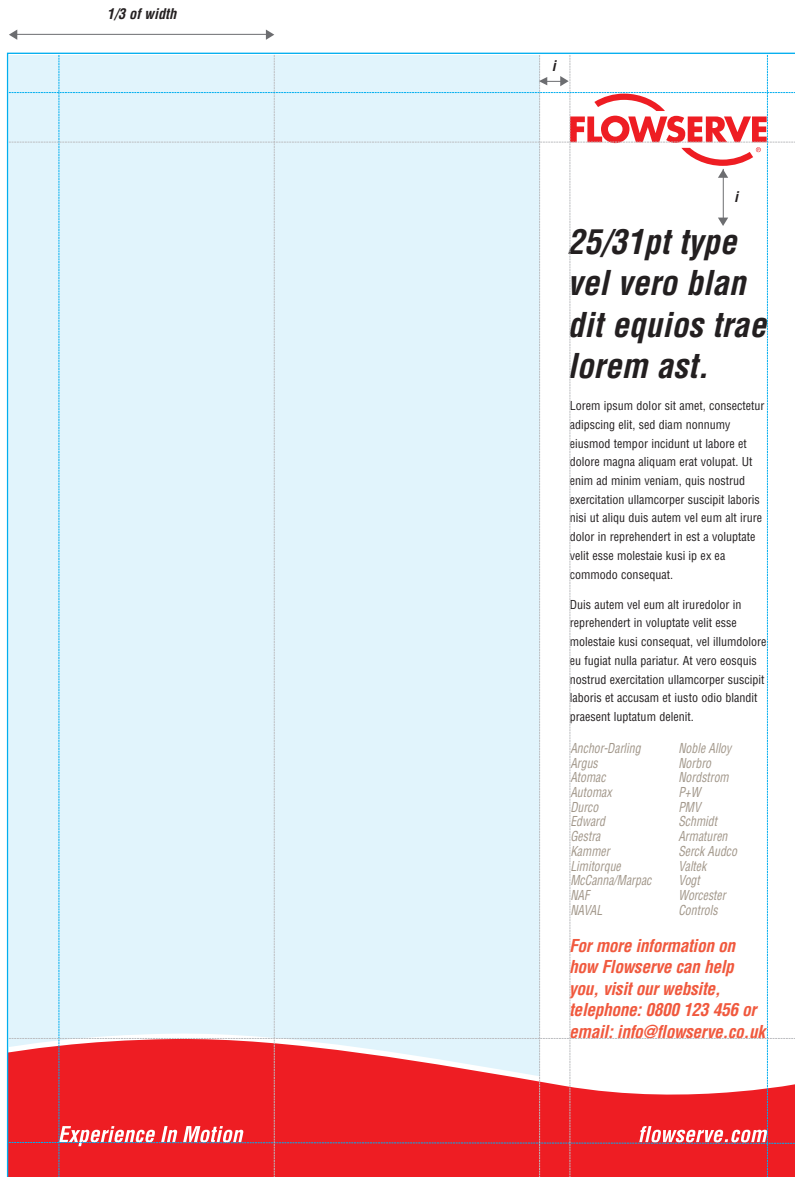 1/3 of width
i
FLOWSERVE
®
i
25/31pt type
vel vero blan
dit equios trae
lorem ast.
Lorem ipsum dolor sit amet, consectetur
adipscing elit, sed diam nonnumy
eiusmod tempor incidunt ut labore et
dolore magna aliquam erat volupat. Ut
enim ad minim veniam, quis nostrud
exercitation ullamcorper suscipit laboris
nisi ut aliqu duis autem vel eum alt irure
dolor in reprehendert in est a voluptate
velit esse molestaie kusi ip ex ea
commodo consequat.
Duis autem vel eum alt iruredolor in
reprehendert in voluptate velit esse
molestaie kusi consequat, vel illumdolore
eu fugiat nulla pariatur. At vero eosquis
nostrud exercitation ullamcorper suscipit
laboris et accusam et iusto odio blandit
praesent luptatum delenit.
Anchor-Darling
Argus
Atomac
Automax
Durco
Edward
Gestra
Kammer
Limitorque
McCanna/Marpac
NAF
NAVAL
Noble Alloy
Norbro
Nordstrom
P+W
PMV
Schmidt
Armaturen
Serck Audco
Valtek
Vogt
Worcester
Controls
For more information on
how Flowserve can help
you, visit our website,
telephone: 0800 123 456 or
email: info@flowserve.co.uk
Experience In Motion
flowserve.com